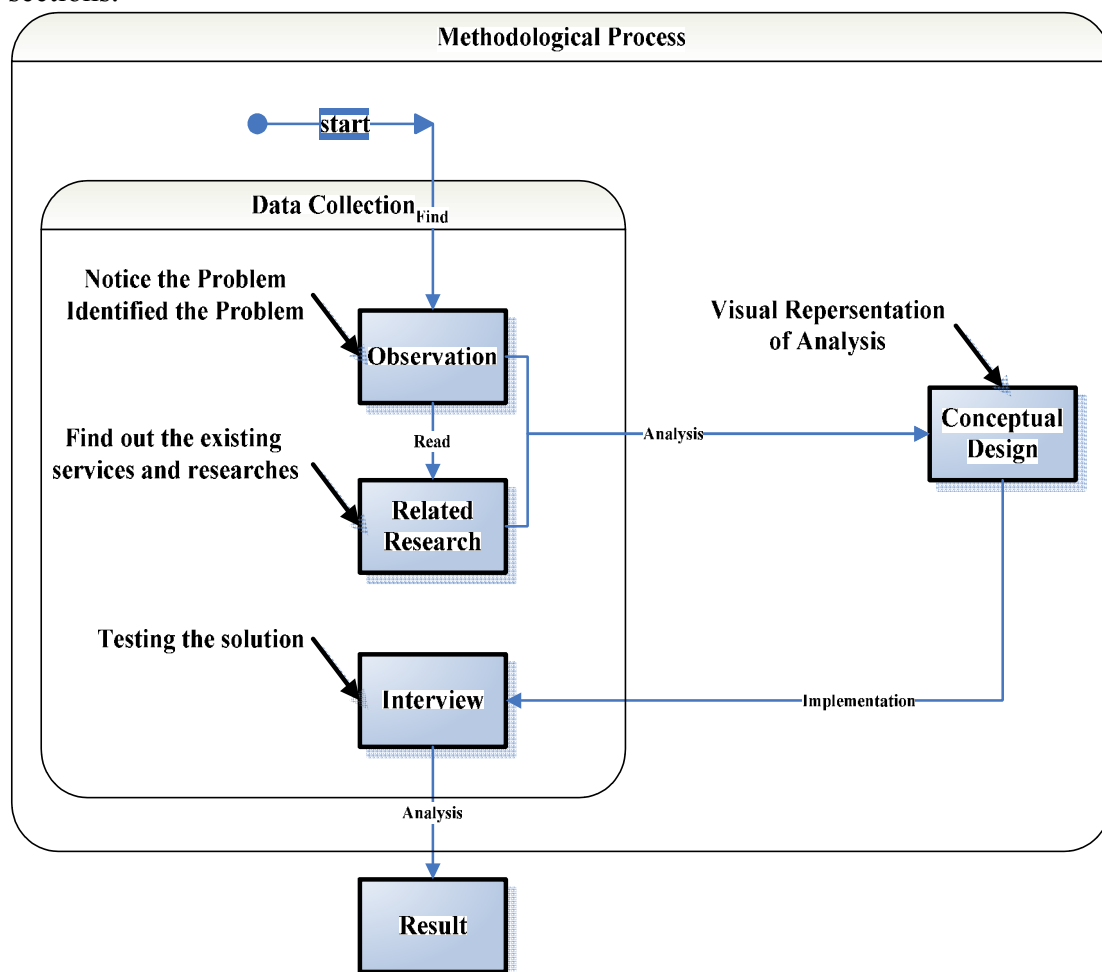 sections.
Methodological Process
start
Data Collection
Find
Notice the Problem
Identified the Problem
Observation
Visual Repersentation
of Analysis
Read
Analysis
Conceptual
Design
Find out the existing
services and researches
Related
Research
Testing the solution
Interview
Implementation
Analysis
Result